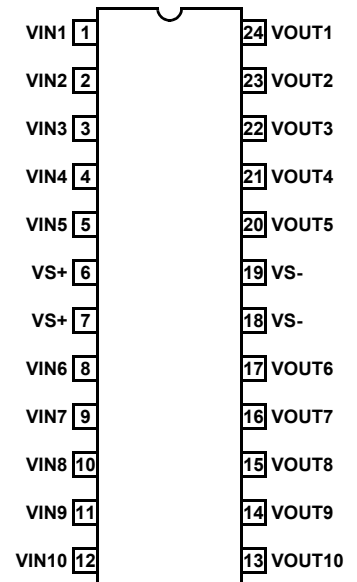 VIN1 1 24 VOUT1
VIN2 2 23 VOUT2
VIN3 3 22 VOUT3
VIN4 4 21 VOUT4
VIN5 5 20 VOUT5
VS+ 6 19 VS-
VS+ 7 18 VS-
VIN6 8 17 VOUT6
VIN7 9 16 VOUT7
VIN8 10 15 VOUT8
VIN9 11 14 VOUT9
VIN10 12 13 VOUT10